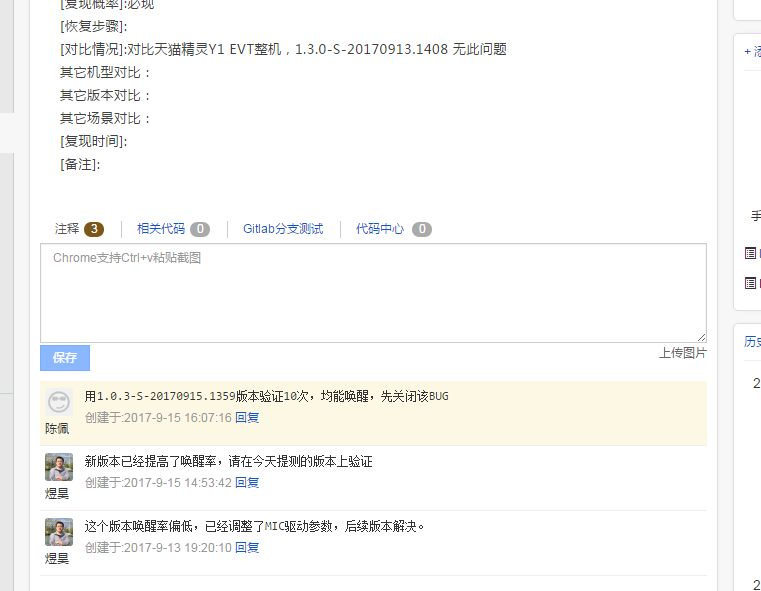 [复现概率]:必现
[恢复步骤]:
[对比情况]:对比天猫精灵Y1 EVT整机，1.3.0-S-20170913.1408 无此问题
其它机型对比：
其它版本对比：
其它场景对比：
[复现时间]:
[备注]:
+ 添
注释 3 相关代码 0 Gitlab分支测试 代码中心 0
手
Chrome支持Ctrl+v粘贴截图
保存
上传图片
历史
用1.0.3-S-20170915.1359版本验证10次，均能唤醒，先关闭该BUG
创建于:2017-9-15 16:07:16 回复
陈佩
2
新版本已经提高了唤醒率，请在今天提测的版本上验证
创建于:2017-9-15 14:53:42 回复
煜昊
这个版本唤醒率偏低，已经调整了MIC驱动参数，后续版本解决。
创建于:2017-9-13 19:20:10 回复
煜昊
2